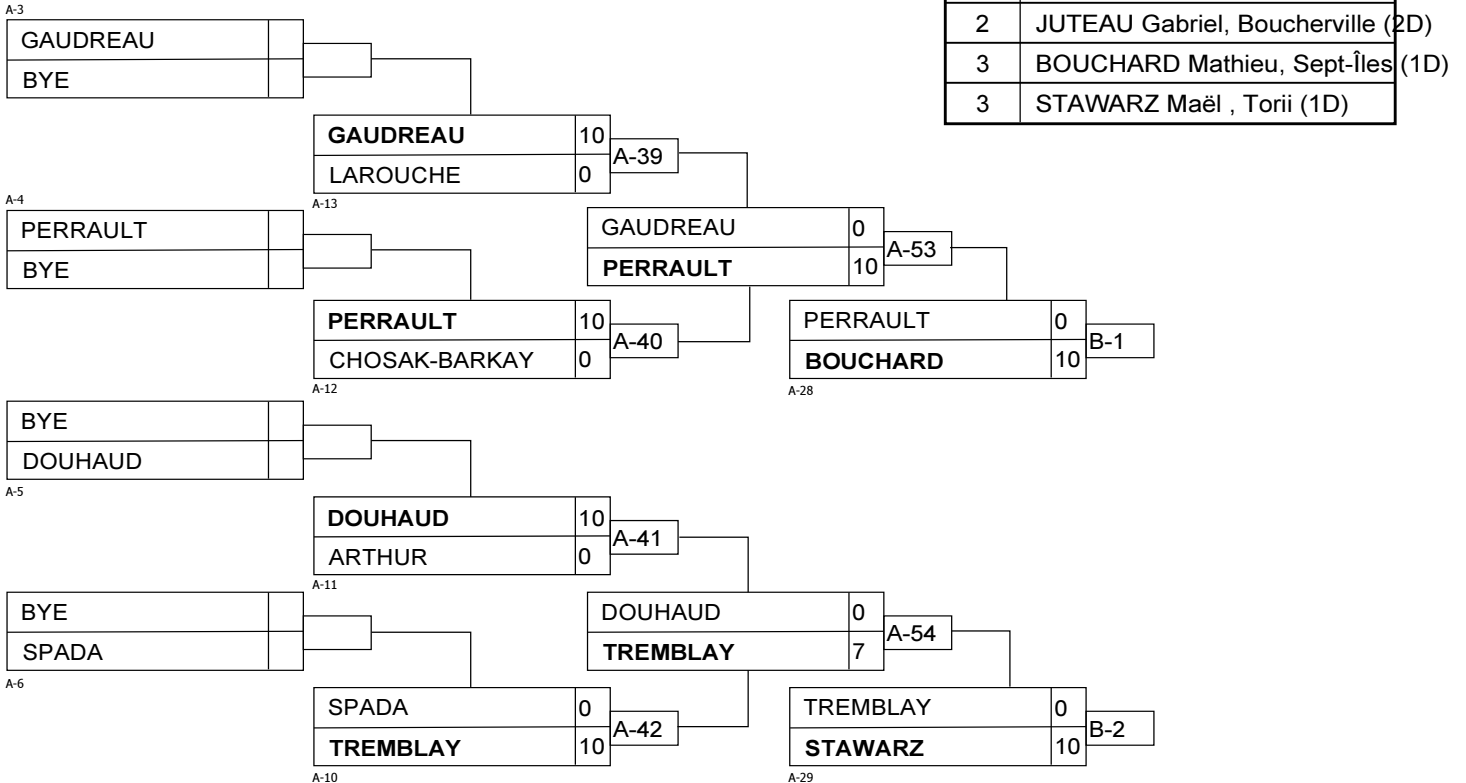 2 JUTEAU Gabriel, Boucherville (2D)
3 BOUCHARD Mathieu, Sept-Îles (1D)
3 STAWARZ Maël , Torii (1D)
A-3
GAUDREAU
BYE
GAUDREAU 10
LAROUCHE 0
A-39
A-13
A-4
PERRAULT
BYE
GAUDREAU 0
PERRAULT 10
A-53
PERRAULT 10
CHOSAK-BARKAY 0
A-40
A-12
PERRAULT 0
BOUCHARD 10
B-1
A-28
BYE
DOUHAUD
A-5
DOUHAUD 10
ARTHUR 0
A-41
A-11
BYE
SPADA
A-6
DOUHAUD 0
TREMBLAY 7
A-54
SPADA 0
TREMBLAY 10
A-42
A-10
TREMBLAY 0
STAWARZ 10
B-2
A-29